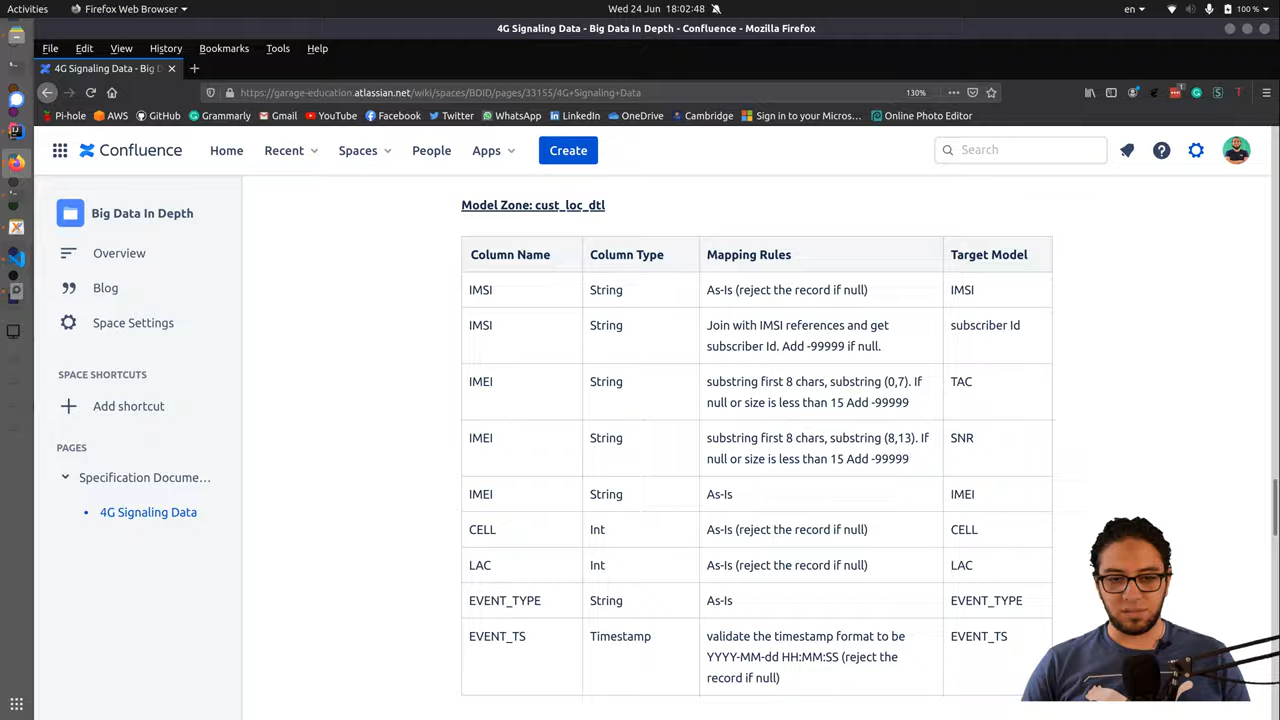 Activities
Firefox Web Browser
Wed 24 Jun 18:02:48
en
100 %
4G Signaling Data - Big Data In Depth - Confluence - Mozilla Firefox
File Edit View History Bookmarks Tools Help
4G Signaling Data - Big D
https://garage-education.atlassian.net/wiki/spaces/BDID/pages/33155/4G+Signaling+Data
130%
Pi-hole AWS GitHub Grammarly Gmail YouTube Facebook Twitter WhatsApp LinkedIn OneDrive Cambridge Sign in to your Micros... Online Photo Editor
Confluence
Home Recent Spaces People Apps Create
Search
Big Data In Depth
Overview
Blog
Space Settings
SPACE SHORTCUTS
Add shortcut
PAGES
Specification Docume...
4G Signaling Data
Model Zone: cust_loc_dtl
Column Name Column Type Mapping Rules Target Model
IMSI String As-Is (reject the record if null) IMSI
IMSI String Join with IMSI references and get subscriber Id
subscriber Id. Add -99999 if null.
IMEI String substring first 8 chars, substring (0,7). If TAC
null or size is less than 15 Add -99999
IMEI String substring first 8 chars, substring (8,13). If SNR
null or size is less than 15 Add -99999
IMEI String As-Is IMEI
CELL Int As-Is (reject the record if null) CELL
LAC Int As-Is (reject the record if null) LAC
EVENT_TYPE String As-Is EVENT_TYPE
EVENT_TS Timestamp validate the timestamp format to be EVENT_TS
YYYY-MM-dd HH:MM:SS (reject the
record if null)